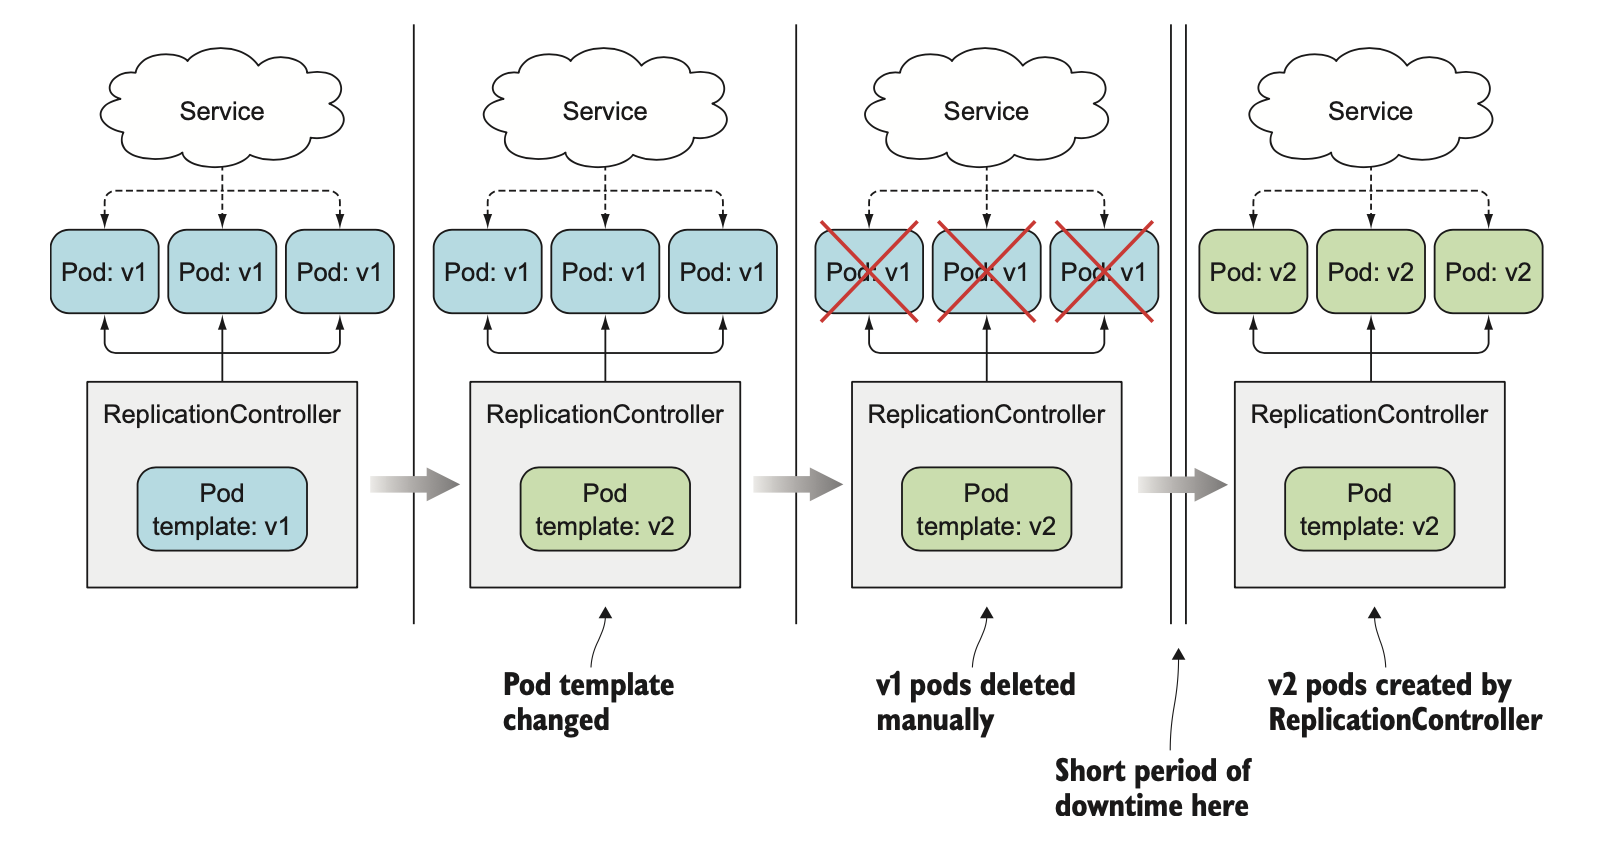 Service
Pod: v1
Pod: v1
Pod: v1
ReplicationController
Pod
template: v1
Service
Pod: v1
Pod: v1
Pod: v1
ReplicationController
Pod
template: v2
Pod template
changed
Service
Pod: v1
Pod: v1
Pod: v1
ReplicationController
Pod
template: v2
v1 pods deleted
manually
Short period of
downtime here
Service
Pod: v2
Pod: v2
Pod: v2
ReplicationController
Pod
template: v2
v2 pods created by
ReplicationController